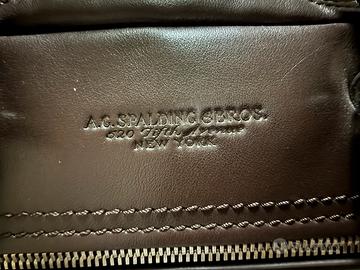 A.G. SPALDING & BROS.
520 Fifth Avenue
NEW YORK